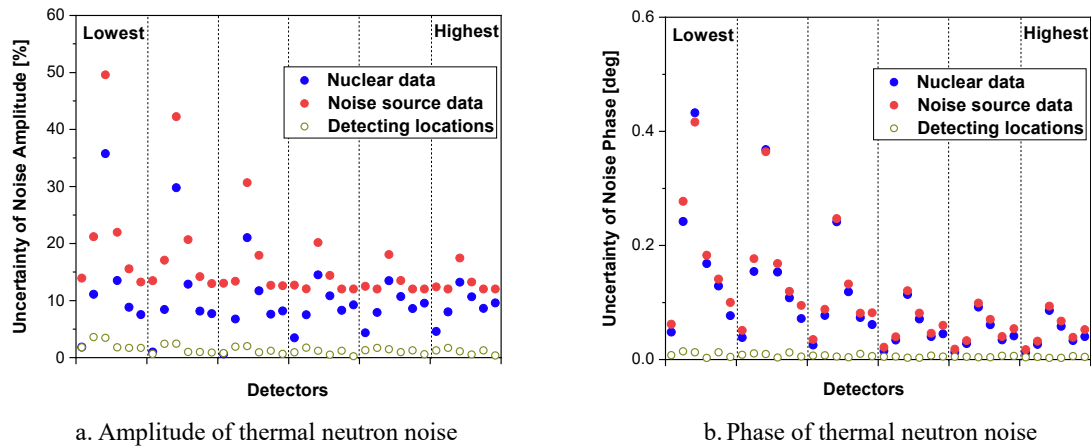 60
50
40
30
20
10
0
Uncertainty of Noise Amplitude [%]
Lowest
Highest
Nuclear data
Noise source data
Detecting locations
Detectors
a. Amplitude of thermal neutron noise
0.6
0.4
0.2
0.0
Uncertainty of Noise Phase [deg]
Lowest
Highest
Nuclear data
Noise source data
Detecting locations
Detectors
b. Phase of thermal neutron noise